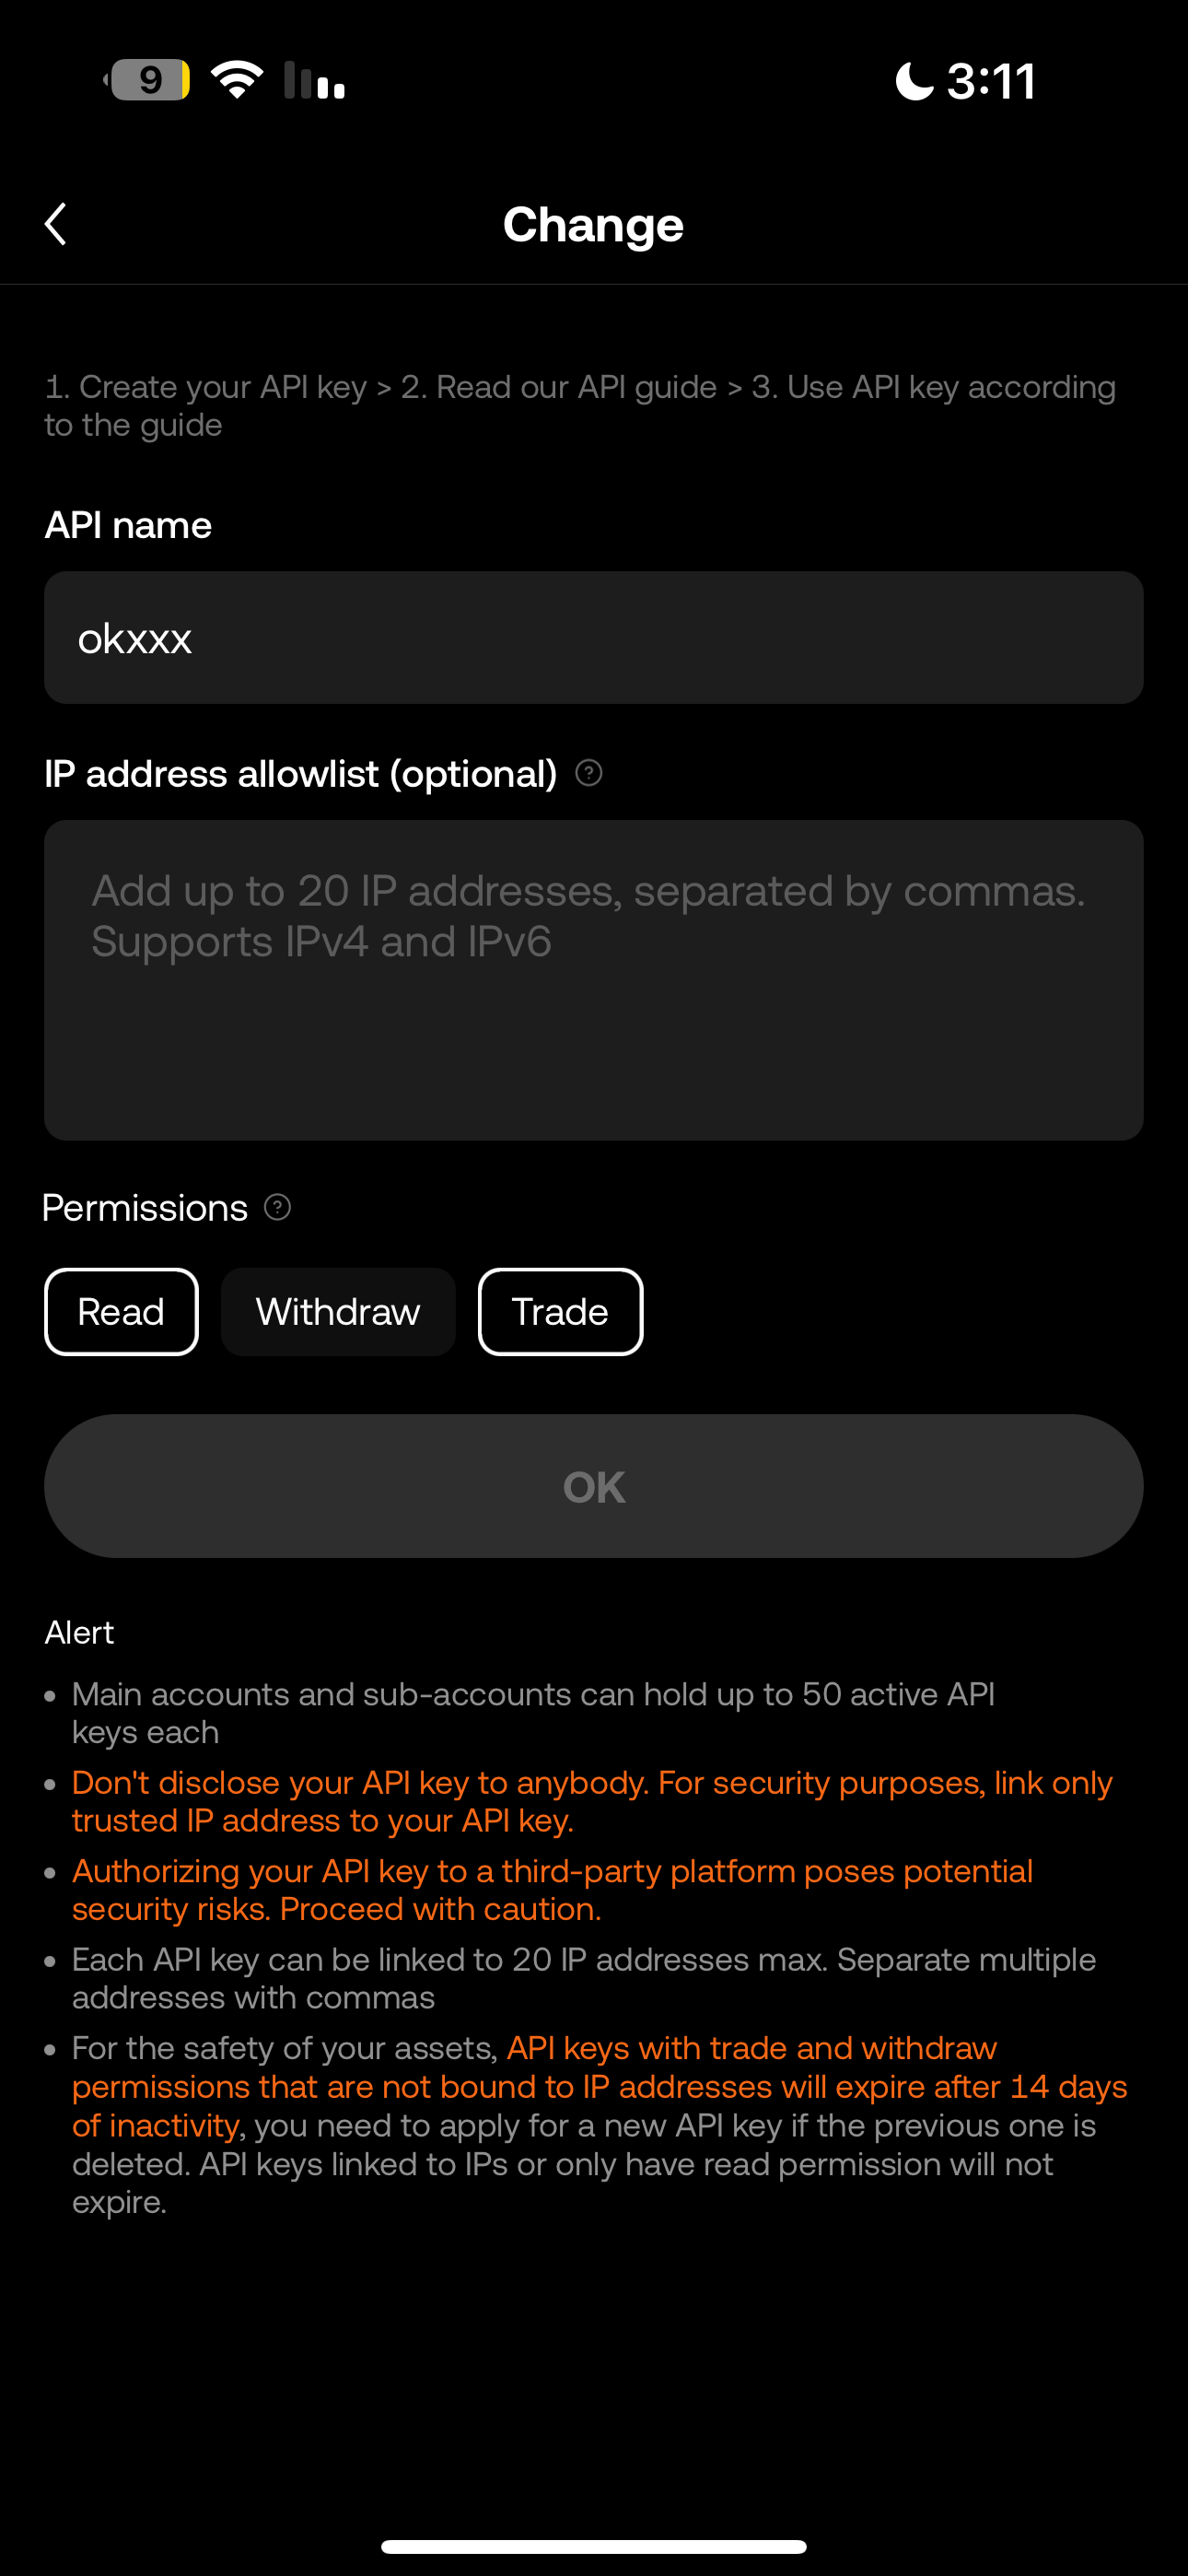 9
3:11
Change
1. Create your API key > 2. Read our API guide > 3. Use API key according
to the guide
API name
okxxx
IP address allowlist (optional) ?
Add up to 20 IP addresses, separated by commas.
Supports IPv4 and IPv6
Permissions ?
Read Withdraw Trade
OK
Alert
• Main accounts and sub-accounts can hold up to 50 active API
keys each
• Don't disclose your API key to anybody. For security purposes, link only
trusted IP address to your API key.
• Authorizing your API key to a third-party platform poses potential
security risks. Proceed with caution.
• Each API key can be linked to 20 IP addresses max. Separate multiple
addresses with commas
• For the safety of your assets, API keys with trade and withdraw
permissions that are not bound to IP addresses will expire after 14 days
of inactivity, you need to apply for a new API key if the previous one is
deleted. API keys linked to IPs or only have read permission will not
expire.